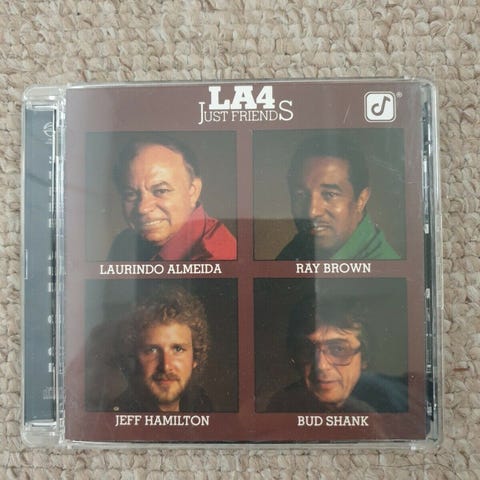 LA4
JUST FRIENDS
®
LAURINDO ALMEIDA
RAY BROWN
JEFF HAMILTON
BUD SHANK